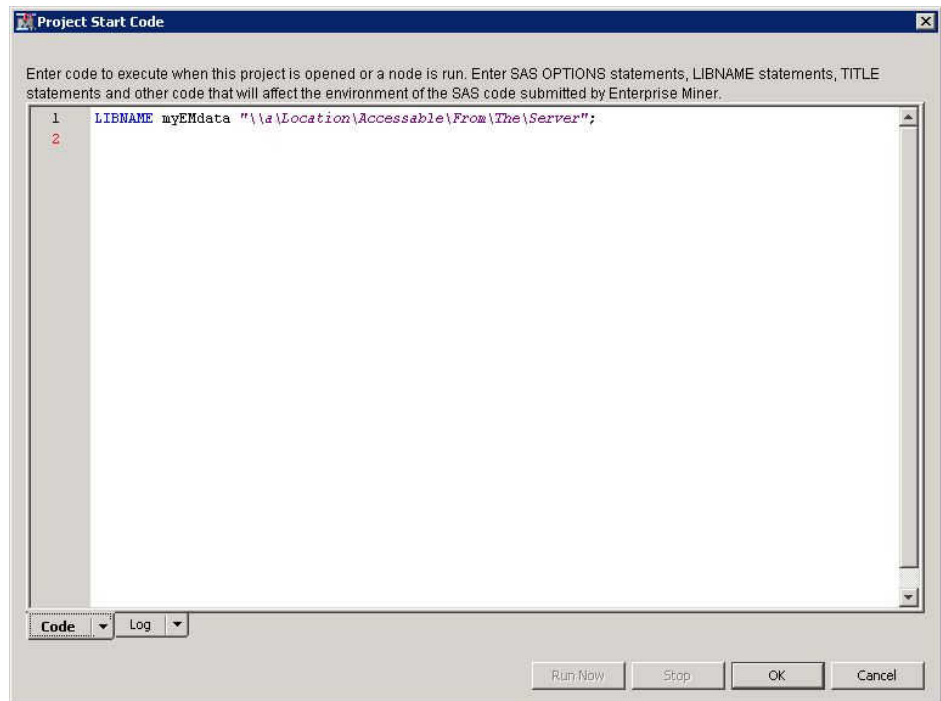 Project Start Code
Enter code to execute when this project is opened or a node is run. Enter SAS OPTIONS statements, LIBNAME statements, TITLE
statements and other code that will affect the environment of the SAS code submitted by Enterprise Miner.
1 LIBNAME myEMdata "\\a\Location\Accessable\From\The\Server";
2
Code Log
Run Now Stop OK Cancel